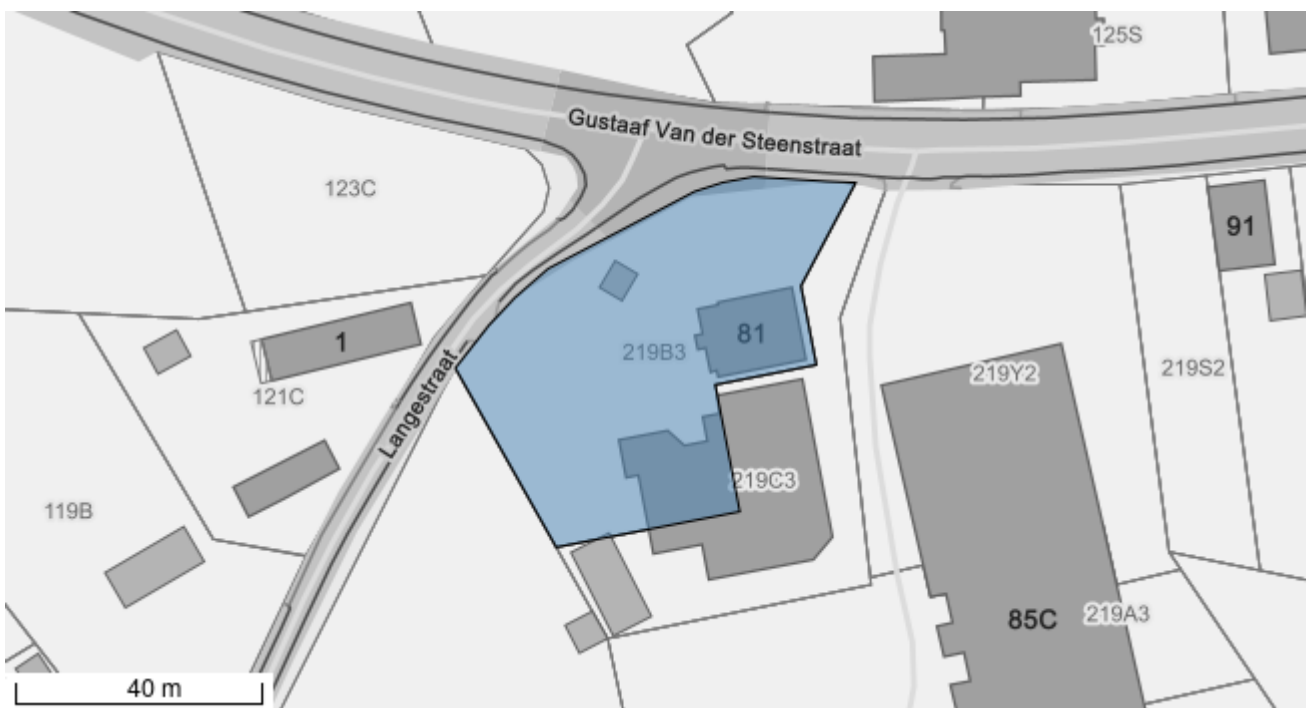 125S
Gustaaf Van der Steenstraat
123C
91
1
81
219B3
219Y2
219S2
121C
Langestraat
219C3
119B
85C
219A3
40 m